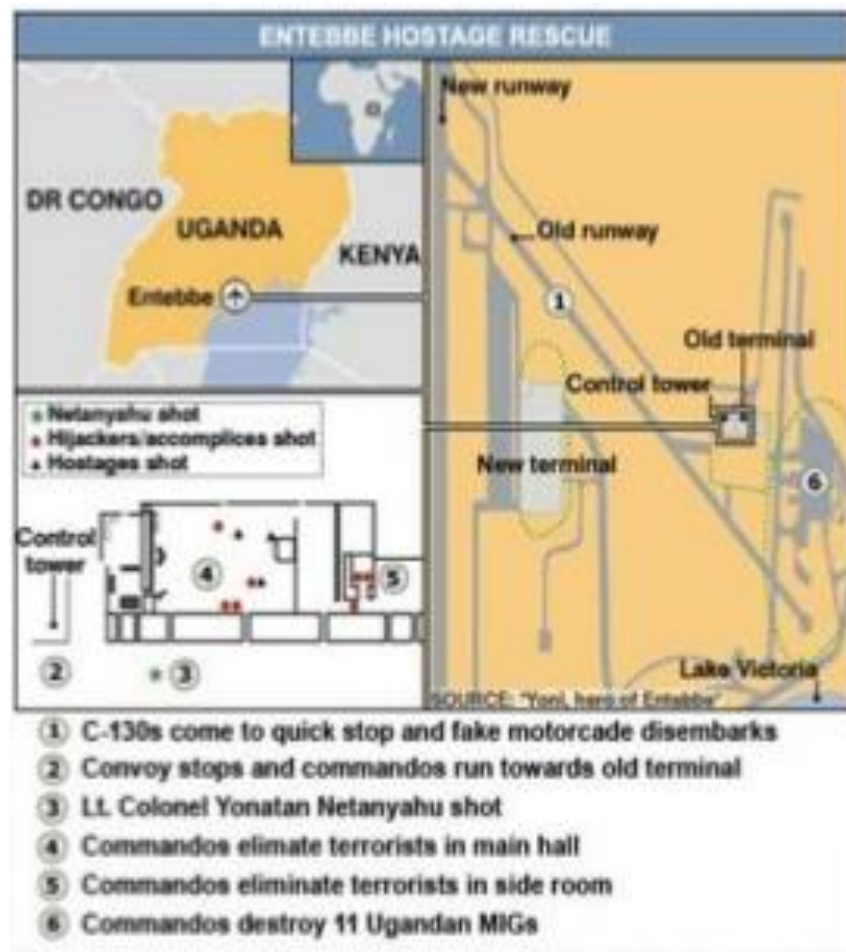 ENTEBBE HOSTAGE RESCUE
DR CONGO
UGANDA
KENYA
Entebbe
New runway
Old runway
1
Old terminal
Control tower
New terminal
6
Lake Victoria
SOURCE: "Yoni, hero of Entebbe"
Netanyahu shot
Hijackers/accomplices shot
Hostages shot
Control
tower
4
5
2
3
1 C-130s come to quick stop and fake motorcade disembarks
2 Convoy stops and commandos run towards old terminal
3 Lt. Colonel Yonatan Netanyahu shot
4 Commandos elimate terrorists in main hall
5 Commandos eliminate terrorists in side room
6 Commandos destroy 11 Ugandan MIGs